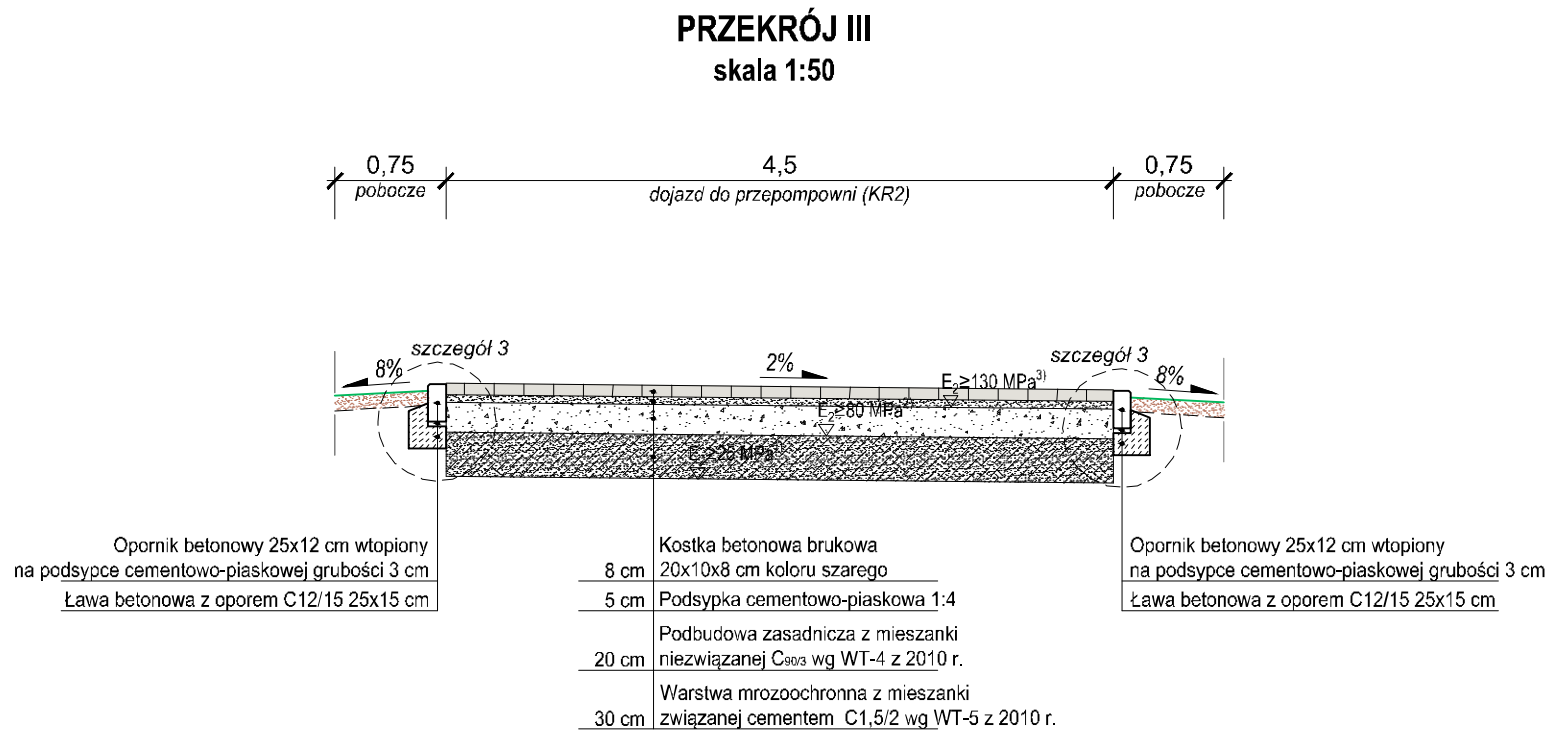 PRZEKRÓJ III
skala 1:50
0,75
4,5
0,75
pobocze
dojazd do przepompowni (KR2)
pobocze
szczegół 3
szczegół 3
8%
2%
8%
E₂≥130 MPa³⁾
E₂≥80 MPa
≥25 MPa
Opornik betonowy 25x12 cm wtopiony
na podsypce cementowo-piaskowej grubości 3 cm
Ława betonowa z oporem C12/15 25x15 cm
Kostka betonowa brukowa
8 cm 20x10x8 cm koloru szarego
5 cm Podsypka cementowo-piaskowa 1:4
Podbudowa zasadnicza z mieszanki
20 cm niezwiązanej C90/3 wg WT-4 z 2010 r.
Warstwa mrozoochronna z mieszanki
30 cm związanej cementem C1,5/2 wg WT-5 z 2010 r.
Opornik betonowy 25x12 cm wtopiony
na podsypce cementowo-piaskowej grubości 3 cm
Ława betonowa z oporem C12/15 25x15 cm